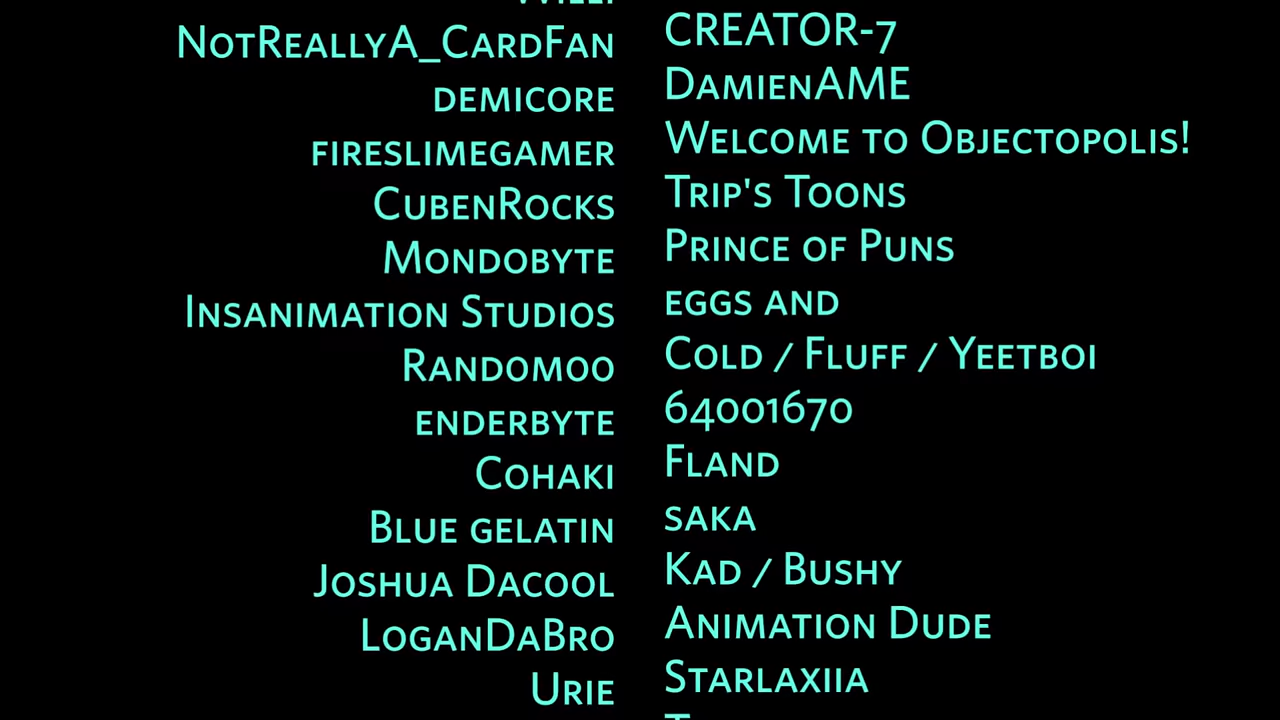 NotReallyA_CardFan
demicore
fireslimegamer
CubenRocks
Mondobyte
Insanimation Studios
Random00
enderbyte
Cohaki
Blue gelatin
Joshua Dacool
LoganDaBro
Urie
CREATOR-7
DamienAME
Welcome to Objectopolis!
Trip's Toons
Prince of Puns
eggs and
Cold / Fluff / Yeetboi
64001670
Fland
saka
Kad / Bushy
Animation Dude
Starlaxiia